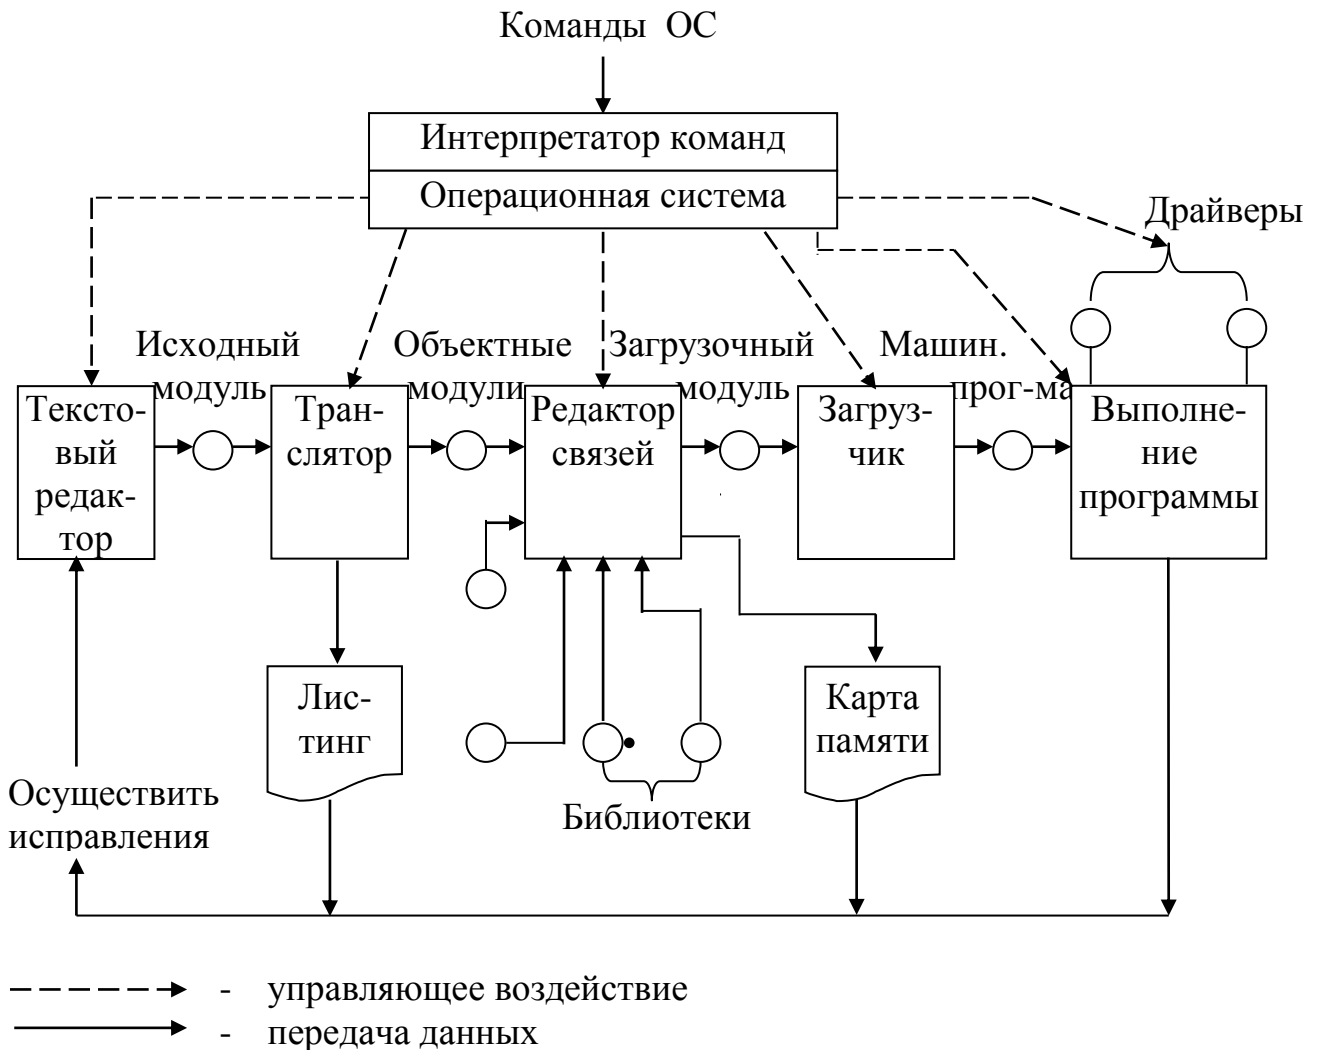 Команды ОС
Интерпретатор команд
Операционная система
Драйверы
Исходный
модуль
Объектные
модули
Загрузочный
модуль
Машин.
прог-ма
Тексто-
вый
редак-
тор
Тран-
слятор
Редактор
связей
Загруз-
чик
Выполне-
ние
программы
Лис-
тинг
Карта
памяти
Осуществить
исправления
Библиотеки
- управляющее воздействие
- передача данных